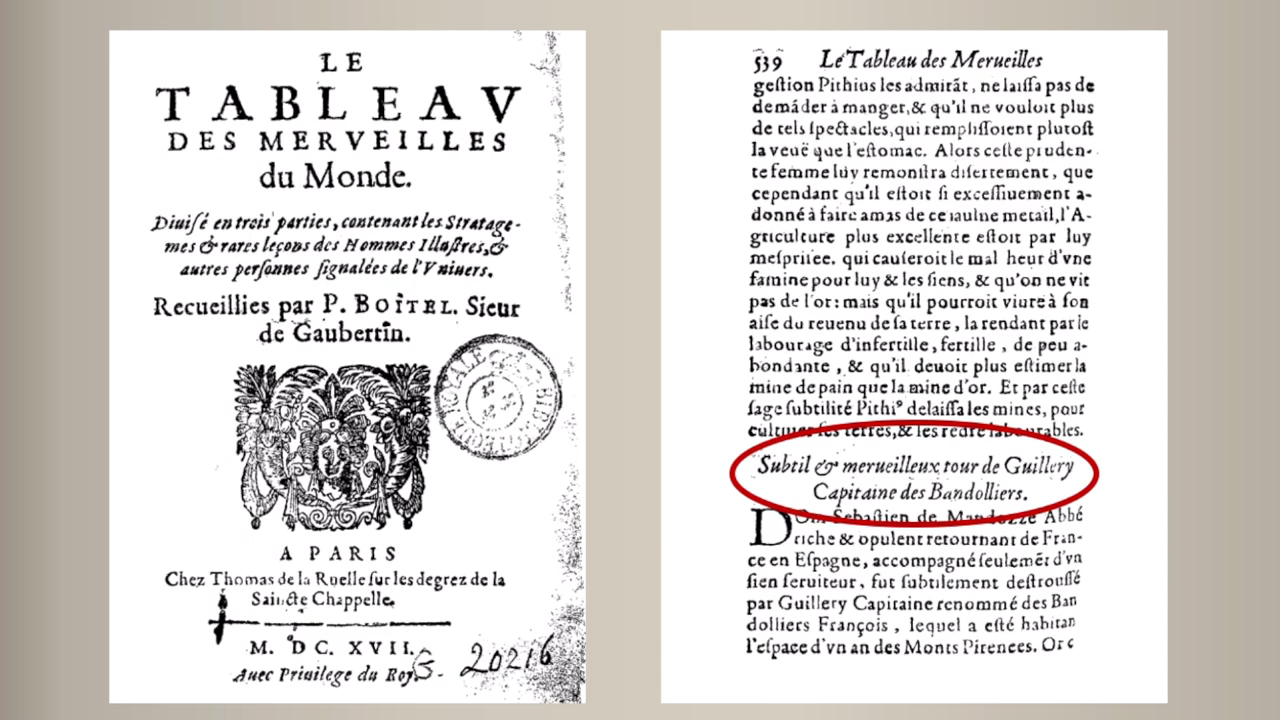 LE
TABLEAV
DES MERVEILLES
du Monde.
Diuisé en trois parties, contenant les Stratage-
mes & rares leçons des Hommes Illustres, &
autres personnes signalées de l'Vniuers.
Recueillies par P. BOITEL. Sieur
de Gaubertin.
A PARIS
Chez Thomas de la Ruelle sur les degrez de la
Saincte Chappelle.
M. DC. XVII.
Auec Priuilege du Roy.
20216
539 Le Tableau des Merueilles
gestion Pithius les admirãt, ne laissa pas de
demãder à manger, & qu'il ne vouloit plus
de tels spectacles, qui remplissoient plutost
la veuë que l'estomac. Alors ceste pruden-
te femme luy remonstra disertement, que
cependant qu'il estoit si excessiuement a-
donné à faire amas de ce iaulne metail, l'A-
griculture plus excellente estoit par luy
mesprisee, qui causeroit le mal heur d'vne
famine pour luy & les siens, & qu'on ne vit
pas de l'or: mais qu'il pourroit viure à son
aise du reuenu de sa terre, la rendant par le
labourage d'infertille, fertille, de peu a-
bondante, & qu'il deuoit plus estimer la
mine de pain que la mine d'or. Et par ceste
sage subtilité Pithi⁹ delaissa les mines, pour
cultiuer les terres, & les rẽdre labourables.
Subtil & merueilleux tour de Guillery
Capitaine des Bandolliers.
DOm Sebastien de Mandozze Abbé
riche & opulent retournant de Fran-
ce en Espagne, accompagné seulemẽt d'vn
sien seruiteur, fut subtilement destroussé
par Guillery Capitaine renommé des Ban
dolliers François, lequel a esté habitan
l'espace d'vn an des Monts Pirenees. Or c